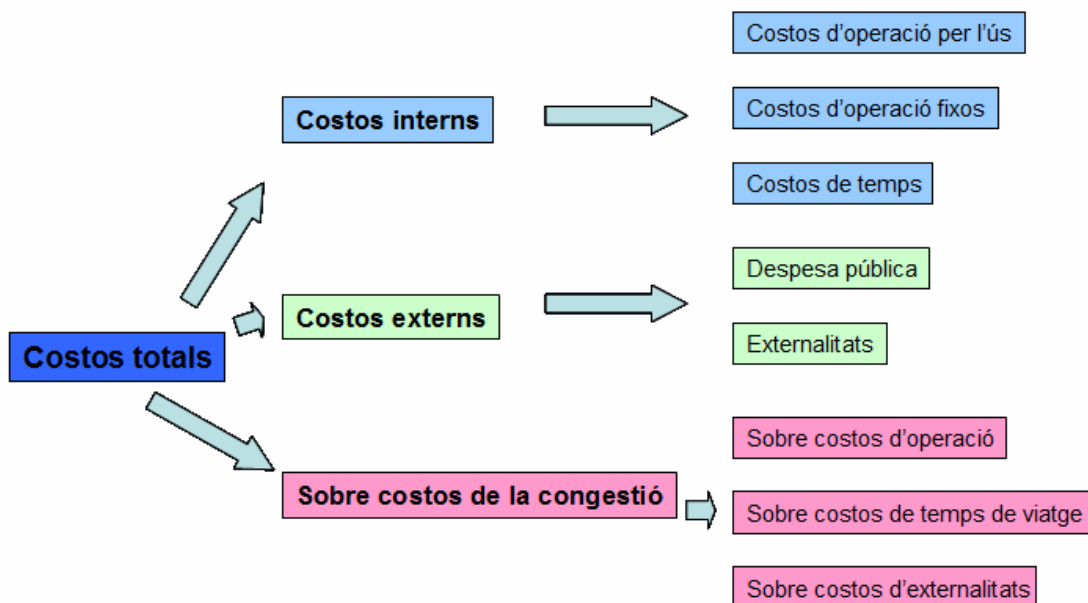 Costos totals
Costos interns
Costos d'operació per l'ús
Costos d'operació fixos
Costos de temps
Costos externs
Despesa pública
Externalitats
Sobre costos de la congestió
Sobre costos d'operació
Sobre costos de temps de viatge
Sobre costos d'externalitats